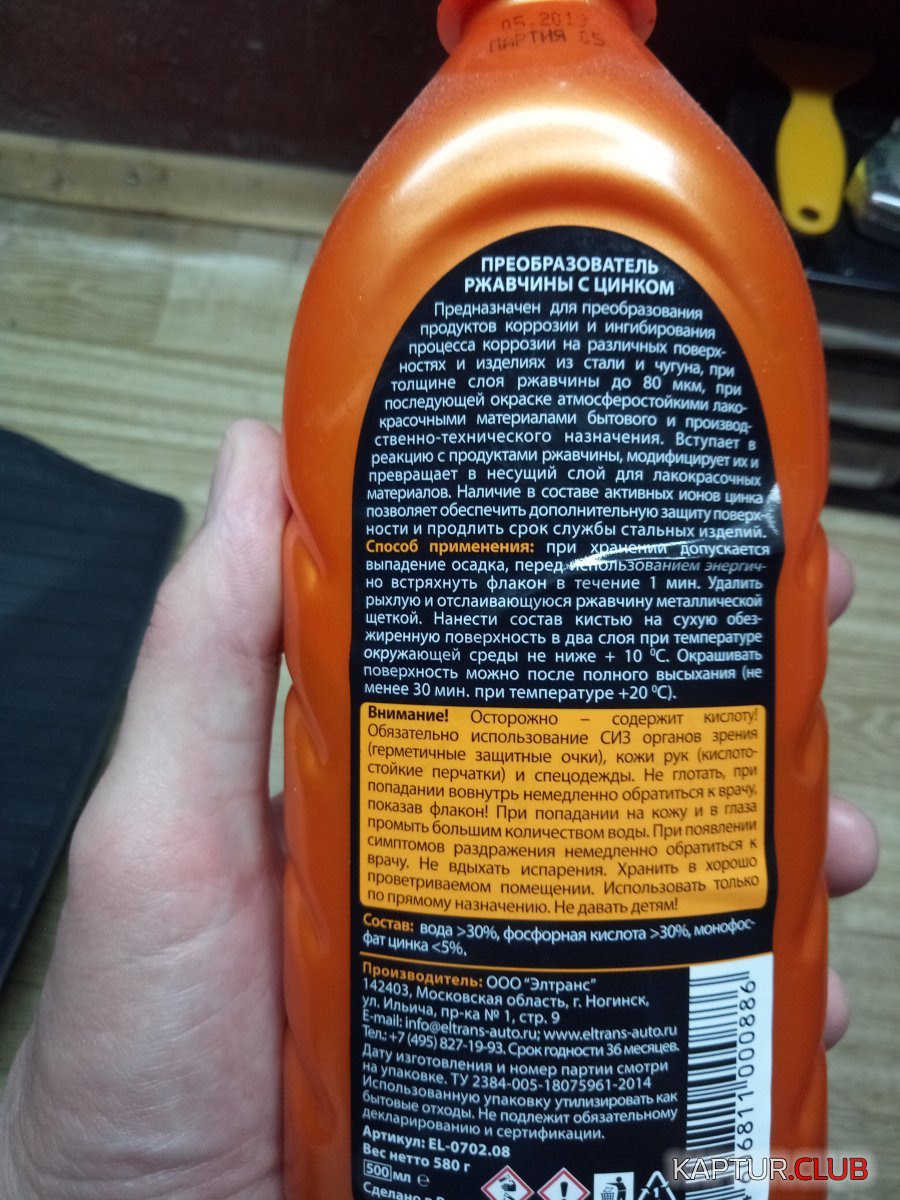 05.2019
ПАРТИЯ 05
ПРЕОБРАЗОВАТЕЛЬ
РЖАВЧИНЫ С ЦИНКОМ
Предназначен для преобразования
продуктов коррозии и ингибирования
процесса коррозии на различных поверх-
ностях и изделиях из стали и чугуна, при
толщине слоя ржавчины до 80 мкм, при
последующей окраске атмосферостойкими лако-
красочными материалами бытового и производ-
ственно-технического назначения. Вступает в
реакцию с продуктами ржавчины, модифицирует их и
превращает в несущий слой для лакокрасочных
материалов. Наличие в составе активных ионов цинка
позволяет обеспечить дополнительную защиту поверх-
ности и продлить срок службы стальных изделий.
Способ применения: при хранении допускается
выпадение осадка, перед использованием энергич-
но встряхнуть флакон в течение 1 мин. Удалить
рыхлую и отслаивающуюся ржавчину металлической
щеткой. Нанести состав кистью на сухую обез-
жиренную поверхность в два слоя при температуре
окружающей среды не ниже + 10 ⁰С. Окрашивать
поверхность можно после полного высыхания (не
менее 30 мин. при температуре +20 ⁰С).
Внимание! Осторожно – содержит кислоту!
Обязательно использование СИЗ органов зрения
(герметичные защитные очки), кожи рук (кислото-
стойкие перчатки) и спецодежды. Не глотать, при
попадании вовнутрь немедленно обратиться к врачу,
показав флакон! При попадании на кожу и в глаза
промыть большим количеством воды. При появлении
симптомов раздражения немедленно обратиться к
врачу. Не вдыхать испарения. Хранить в хорошо
проветриваемом помещении. Использовать только
по прямому назначению. Не давать детям!
Состав: вода >30%, фосфорная кислота >30%, монофос-
фат цинка <5%.
Производитель: ООО "Элтранс"
142403, Московская область, г. Ногинск,
ул. Ильича, пр-ка № 1, стр. 9
E-mail: info@eltrans-auto.ru; www.eltrans-auto.ru
Тел.: +7 (495) 827-19-93. Срок годности 36 месяцев.
Дату изготовления и номер партии смотри
на упаковке. ТУ 2384-005-18075961-2014
Использованную упаковку утилизировать как
бытовые отходы. Не подлежит обязательному
декларированию и сертификации.
Артикул: EL-0702.08
Вес нетто 580 г
500 мл ℮
Сделано в
6811 000886
1
KAPTUR.CLUB